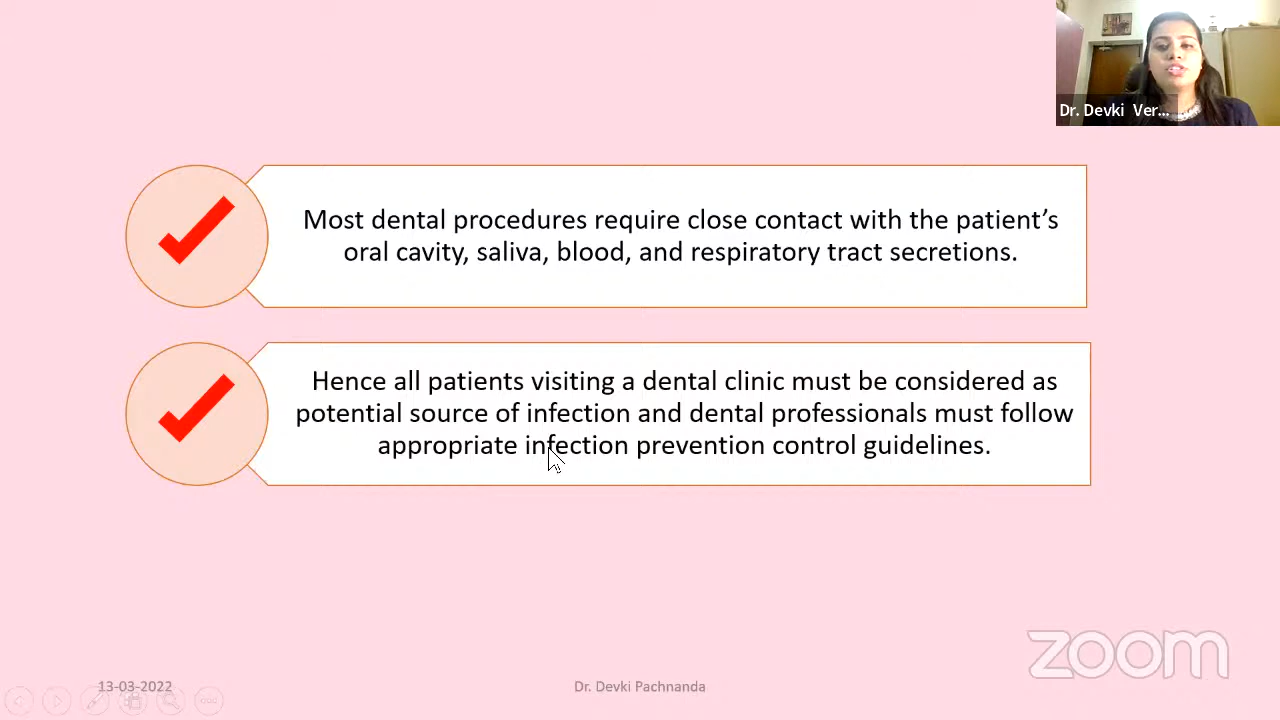 Dr. Devki Ver...
Most dental procedures require close contact with the patient's
oral cavity, saliva, blood, and respiratory tract secretions.
Hence all patients visiting a dental clinic must be considered as
potential source of infection and dental professionals must follow
appropriate infection prevention control guidelines.
zoom
13-03-2022
Dr. Devki Pachnanda